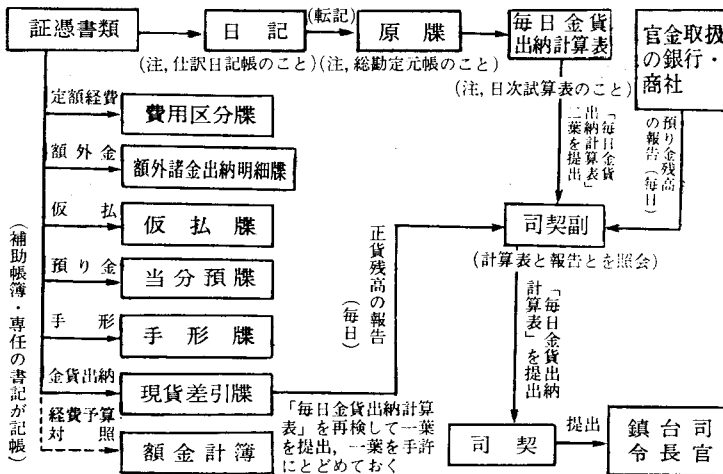 証憑書類
日記
(転記)
原牒
毎日金貨
出納計算表
官金取扱
の銀行・
商社
(注,仕訳日記帳のこと)
(注,総勘定元帳のこと)
(注,日次試算表のこと)
定額経費
費用区分牒
額外金
額外諸金出納明細牒
仮払
仮払牒
預り金
当分預牒
手形
手形牒
金貨出納
現貨差引牒
経費予算
対照
額金計簿
(補助帳簿・専任の書記が記帳)
「毎日金貨
出納計算表」
二葉を提出
預り金残高
の報告(毎日)
正貨残高の報告
(毎日)
司契副
(計算表と報告とを照会)
「毎日金貨出納
計算表」を提出
「毎日金貨出納計算
表」を再検して一葉
を提出,一葉を手許
にとどめておく
司契
提出
鎮台司
令長官